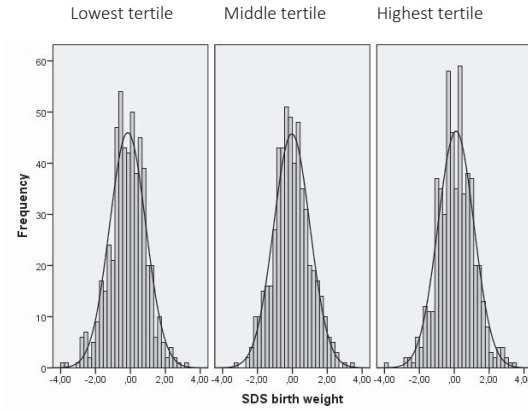 Lowest tertile Middle tertile Highest tertile
60
50
40
30
20
10
0
Frequency
-4,00 -2,00 ,00 2,00 4,00 -4,00 -2,00 ,00 2,00 4,00 -4,00 -2,00 ,00 2,00 4,00
SDS birth weight